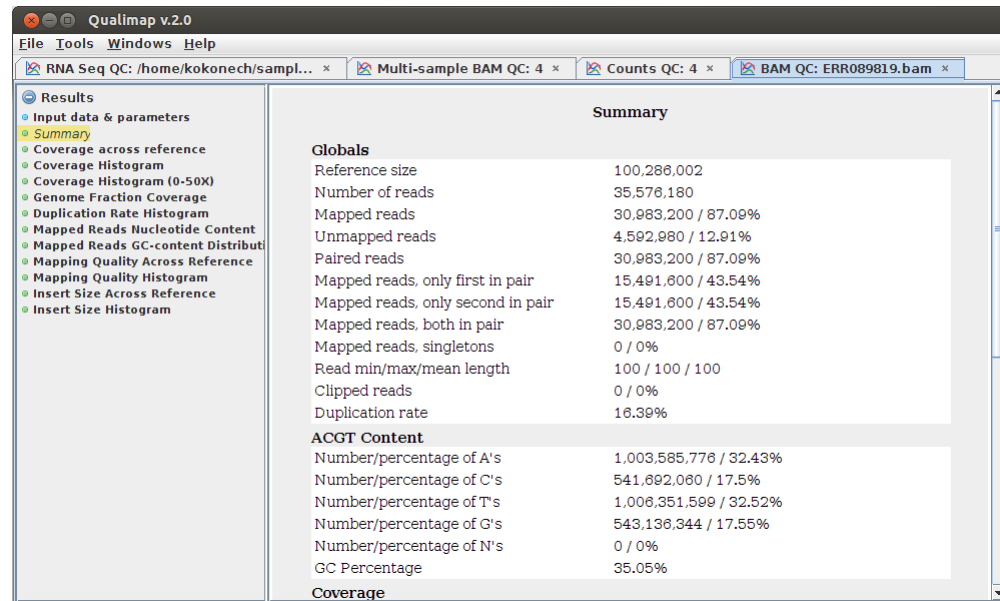 Qualimap v.2.0
File Tools Windows Help
RNA Seq QC: /home/kokonech/sampl... × Multi-sample BAM QC: 4 × Counts QC: 4 × BAM QC: ERR089819.bam ×
Results
Input data & parameters
Summary
Coverage across reference
Coverage Histogram
Coverage Histogram (0-50X)
Genome Fraction Coverage
Duplication Rate Histogram
Mapped Reads Nucleotide Content
Mapped Reads GC-content Distributi
Mapping Quality Across Reference
Mapping Quality Histogram
Insert Size Across Reference
Insert Size Histogram
Summary
Globals
Reference size 100,286,002
Number of reads 35,576,180
Mapped reads 30,983,200 / 87.09%
Unmapped reads 4,592,980 / 12.91%
Paired reads 30,983,200 / 87.09%
Mapped reads, only first in pair 15,491,600 / 43.54%
Mapped reads, only second in pair 15,491,600 / 43.54%
Mapped reads, both in pair 30,983,200 / 87.09%
Mapped reads, singletons 0 / 0%
Read min/max/mean length 100 / 100 / 100
Clipped reads 0 / 0%
Duplication rate 16.39%
ACGT Content
Number/percentage of A's 1,003,585,776 / 32.43%
Number/percentage of C's 541,692,060 / 17.5%
Number/percentage of T's 1,006,351,599 / 32.52%
Number/percentage of G's 543,136,344 / 17.55%
Number/percentage of N's 0 / 0%
GC Percentage 35.05%
Coverage